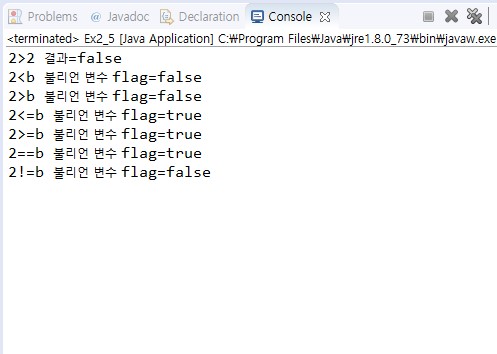 Problems @ Javadoc Declaration Console
<terminated> Ex2_5 [Java Application] C:₩Program Files₩Java₩jre1.8.0_73₩bin₩javaw.exe
2>2 결과=false
2<b 불리언 변수 flag=false
2>b 불리언 변수 flag=false
2<=b 불리언 변수 flag=true
2>=b 불리언 변수 flag=true
2==b 불리언 변수 flag=true
2!=b 불리언 변수 flag=false